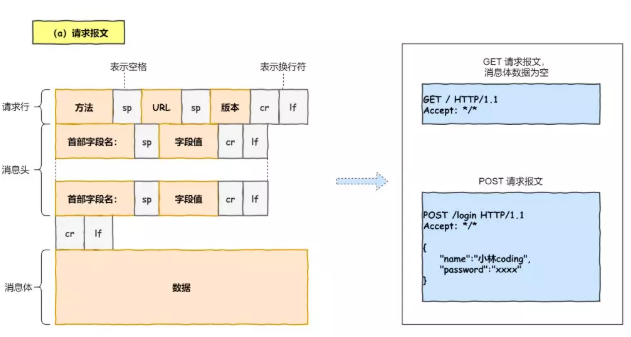 (a) 请求报文
表示空格
表示换行符
请求行
方法 sp URL sp 版本 cr lf
消息头
首部字段名: sp 字段值 cr lf
首部字段名: sp 字段值 cr lf
cr lf
消息体
数据
GET 请求报文,
消息体数据为空
GET / HTTP/1.1
Accept: */*
POST 请求报文
POST /login HTTP/1.1
Accept: */*
{
"name":"小林coding",
"password":"xxxx"
}